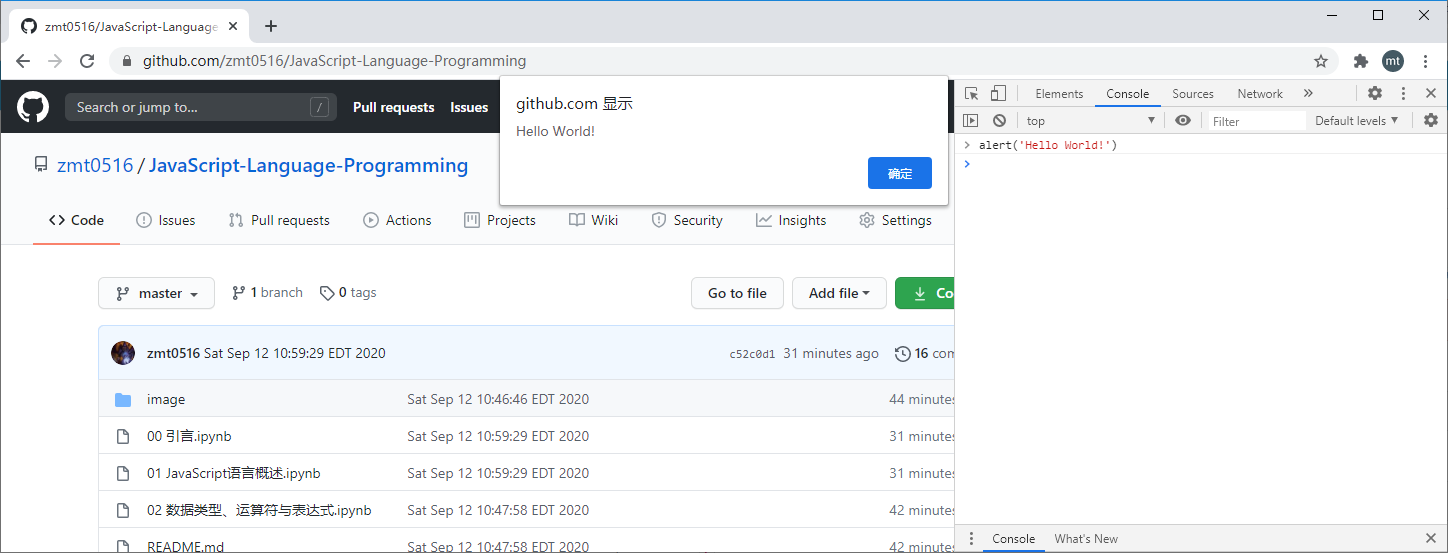 zmt0516/JavaScript-Language
github.com/zmt0516/JavaScript-Language-Programming
mt
Search or jump to...
/
Pull requests
Issues
github.com 显示
Hello World!
确定
zmt0516 / JavaScript-Language-Programming
Code
Issues
Pull requests
Actions
Projects
Wiki
Security
Insights
Settings
master
1 branch
0 tags
Go to file
Add file
Co
zmt0516 Sat Sep 12 10:59:29 EDT 2020
c52c0d1 31 minutes ago
16 com
image Sat Sep 12 10:46:46 EDT 2020 44 minutes
00 引言.ipynb Sat Sep 12 10:59:29 EDT 2020 31 minutes
01 JavaScript语言概述.ipynb Sat Sep 12 10:59:29 EDT 2020 31 minutes
02 数据类型、运算符与表达式.ipynb Sat Sep 12 10:47:58 EDT 2020 42 minutes
README.md Sat Sep 12 10:47:58 EDT 2020 42 minutes
Elements
Console
Sources
Network
top
Filter
Default levels
alert('Hello World!')
Console
What's New